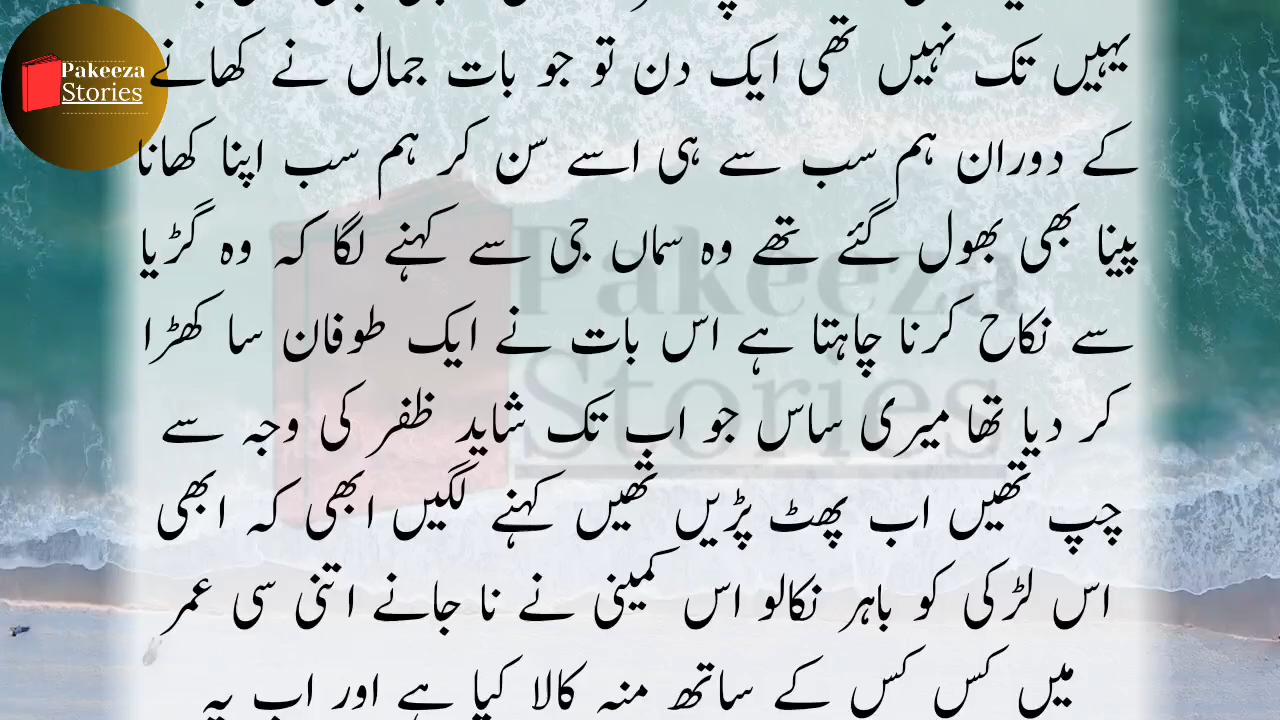 Pakeeza
Stories
یہیں تک نہیں تھی ایک دن تو جو بات جمال نے کھانے
کے دوران ہم سب سے ہی اسے سن کر ہم سب اپنا کھانا
پینا بھی بھول گئے تھے وہ سماں جی سے کہنے لگا کہ وہ گڑیا
سے نکاح کرنا چاہتا ہے اس بات نے ایک طوفان سا کھڑا
کر دیا تھا میری ساس جو اب تک شاید ظفر کی وجہ سے
چپ تھیں اب پھٹ پڑیں تھیں کہنے لگیں ابھی کہ ابھی
اس لڑکی کو باہر نکالو اس کمینی نے نا جانے اتنی سی عمر
میں کس کس کے ساتھ منہ کالا کیا ہے اور اب یہ
Pakeeza
Stories